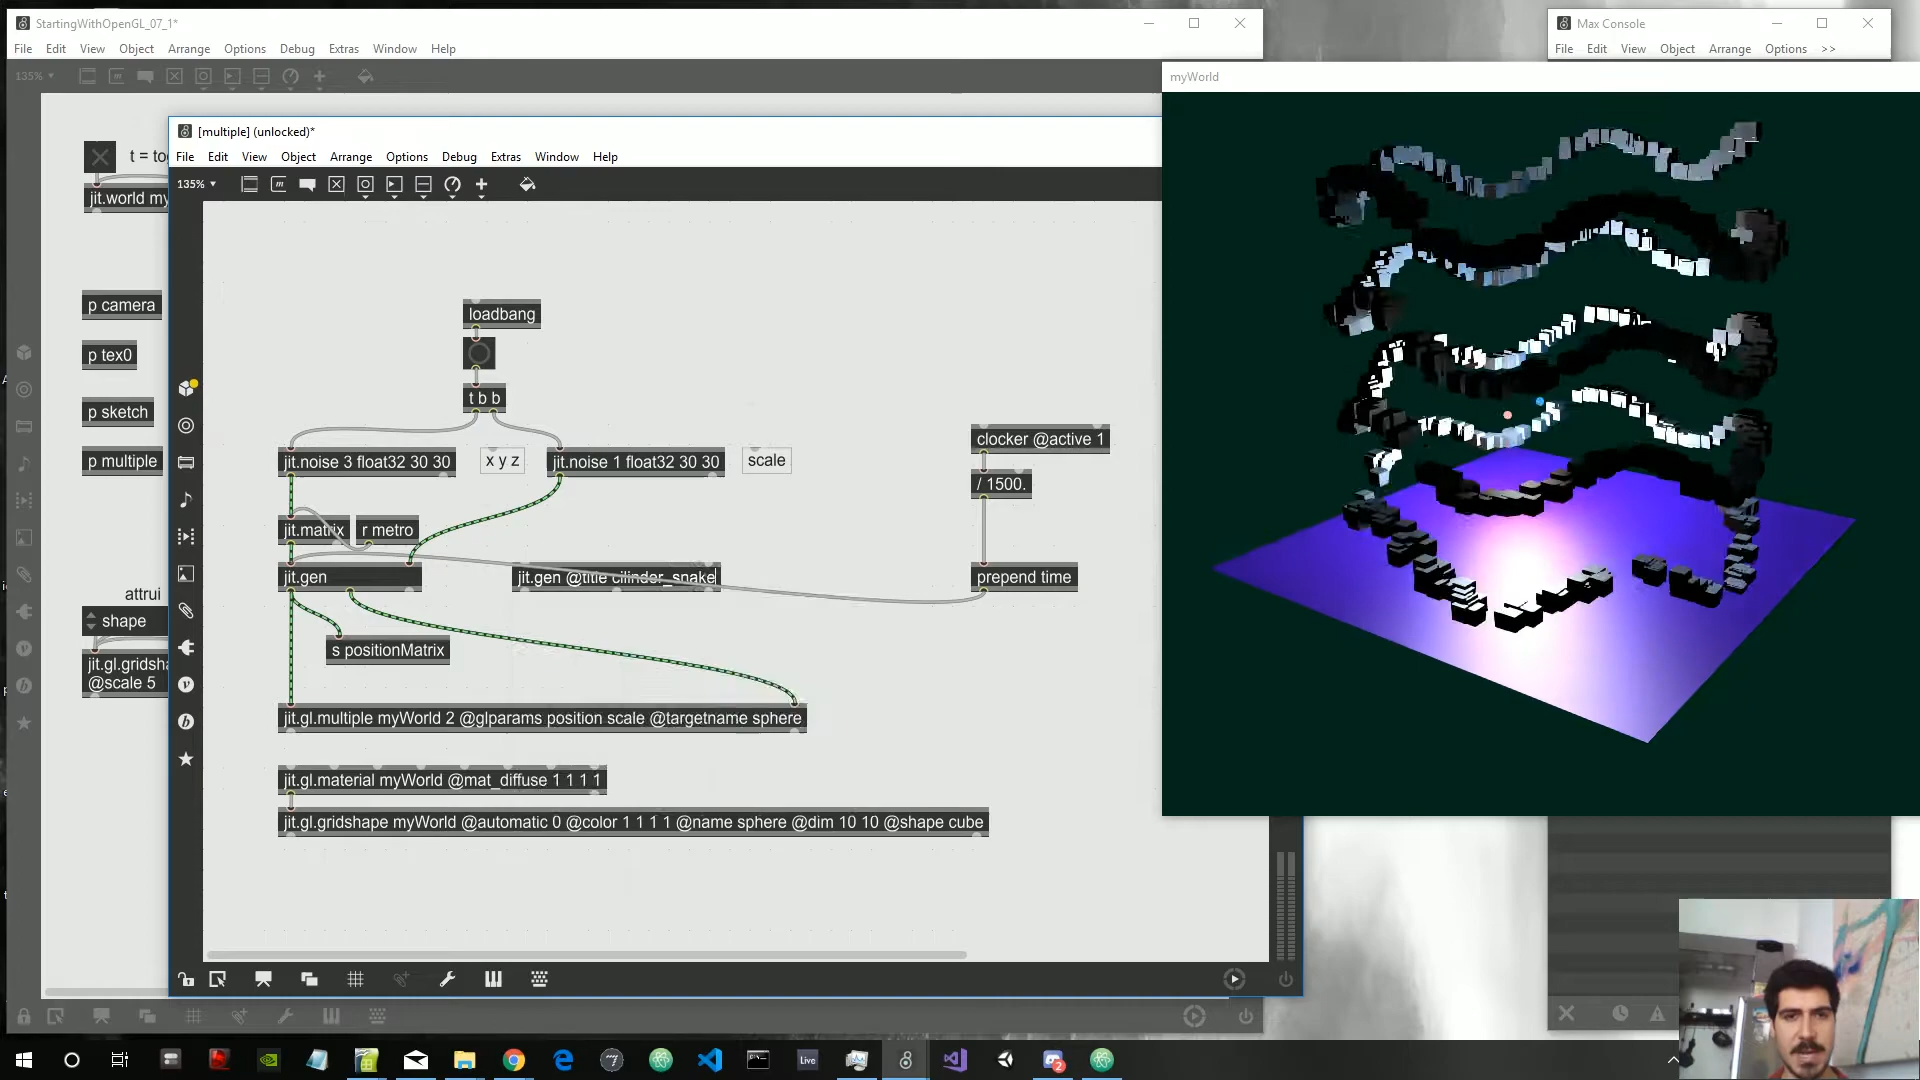 StartingWithOpenGL_07_1*
File Edit View Object Arrange Options Debug Extras Window Help
135%
Max Console
File Edit View Object Arrange Options >>
myWorld
[multiple] (unlocked)*
File Edit View Object Arrange Options Debug Extras Window Help
135%
t = to
jit.world my
p camera
p tex0
p sketch
p multiple
attrui
shape
jit.gl.gridsha
@scale 5
loadbang
t b b
jit.noise 3 float32 30 30
x y z
jit.noise 1 float32 30 30
scale
clocker @active 1
/ 1500.
jit.matrix
r metro
jit.gen
jit.gen @title cilinder_snake
prepend time
s positionMatrix
jit.gl.multiple myWorld 2 @glparams position scale @targetname sphere
jit.gl.material myWorld @mat_diffuse 1 1 1 1
jit.gl.gridshape myWorld @automatic 0 @color 1 1 1 1 @name sphere @dim 10 10 @shape cube
Live
2